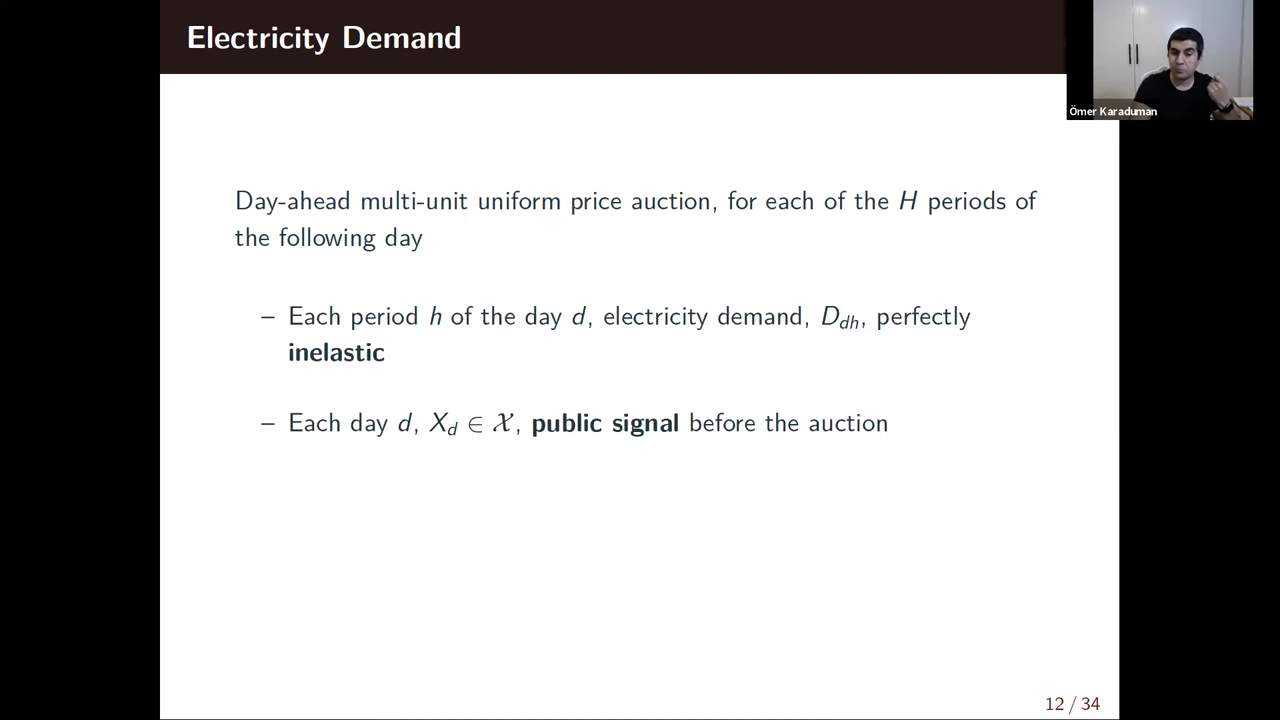 Electricity Demand
Ömer Karaduman
Day-ahead multi-unit uniform price auction, for each of the H periods of
the following day
– Each period h of the day d, electricity demand, D_dh, perfectly
inelastic
– Each day d, X_d ∈ 𝒳, public signal before the auction
12 / 34